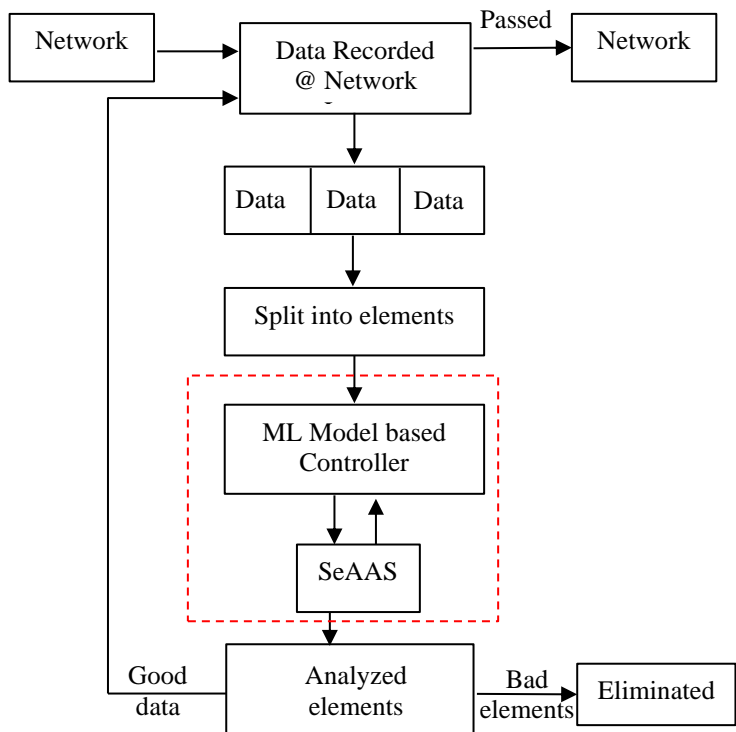 Network
Data Recorded
@ Network
Passed
Network
Data
Data
Data
Split into elements
ML Model based
Controller
SeAAS
Good
data
Analyzed
elements
Bad
elements
Eliminated